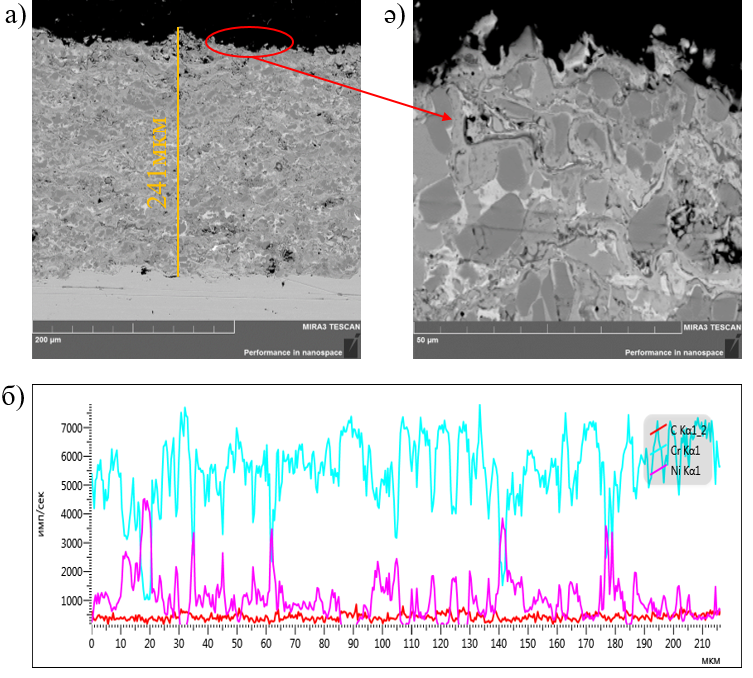 а)
ә)
241мкм
MIRA3 TESCAN
200 µm
Performance in nanospace
MIRA3 TESCAN
50 µm
Performance in nanospace
б)
7000
6000
5000
4000
3000
2000
1000
имп/сек
C Kα1_2
Cr Kα1
Ni Kα1
0 10 20 30 40 50 60 70 80 90 100 110 120 130 140 150 160 170 180 190 200 210
мкм